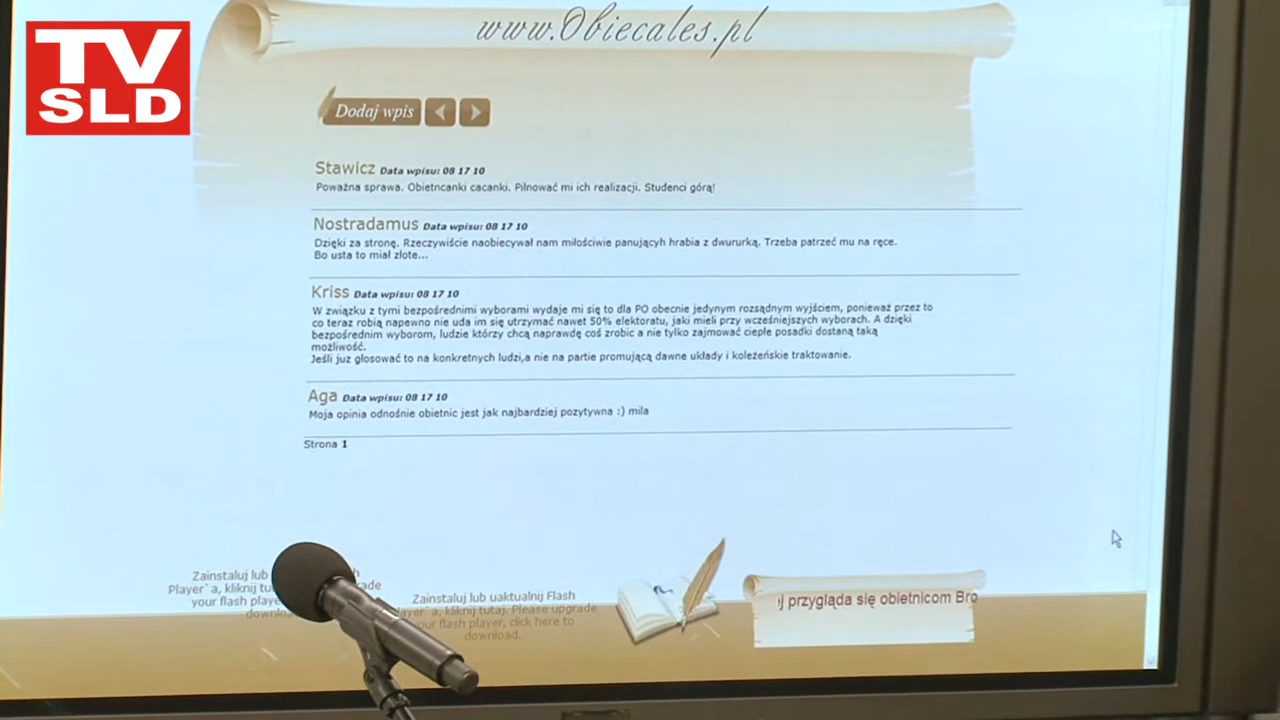 TV
SLD
www.Obiecales.pl
Dodaj wpis
Stawicz Data wpisu: 08 17 10
Poważna sprawa. Obietncanki cacanki. Pilnować mi ich realizacji. Studenci górą!
Nostradamus Data wpisu: 08 17 10
Dzięki za stronę. Rzeczywiście naobiecywał nam miłościwie panującyh hrabia z dwururką. Trzeba patrzeć mu na ręce.
Bo usta to miał złote...
Kriss Data wpisu: 08 17 10
W związku z tymi bezpośrednimi wyborami wydaje mi się to dla PO obecnie jedynym rozsądnym wyjściem, ponieważ przez to
co teraz robią napewno nie uda im się utrzymać nawet 50% elektoratu, jaki mieli przy wcześniejszych wyborach. A dzięki
bezpośrednim wyborom, ludzie którzy chcą naprawdę coś zrobic a nie tylko zajmować ciepłe posadki dostaną taką
możliwość.
Jeśli juz głosować to na konkretnych ludzi,a nie na partie promującą dawne układy i koleżeńskie traktowanie.
Aga Data wpisu: 08 17 10
Moja opinia odnośnie obietnic jest jak najbardziej pozytywna :) mila
Strona 1
Zainstaluj lub
Player`a, kliknij
your flash
Zainstaluj lub uaktualnij Flash
kliknij tutaj. Please upgrade
your flash player, click here to
download.
j przygląda się obietnicom Bro